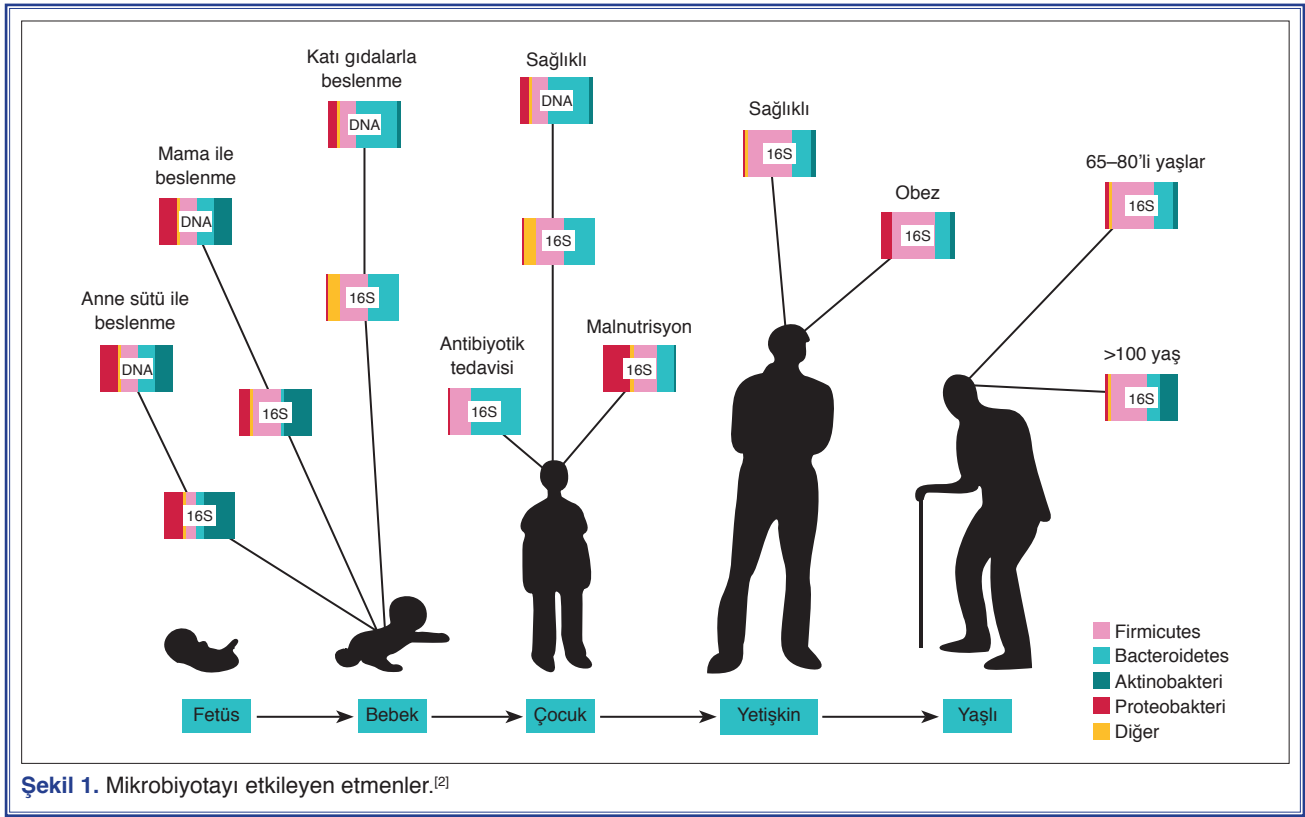 Katı gıdalarla
beslenme
DNA
16S
Mama ile
beslenme
DNA
16S
Anne sütü ile
beslenme
DNA
16S
Sağlıklı
DNA
16S
Antibiyotik
tedavisi
16S
Malnutrisyon
16S
Sağlıklı
16S
Obez
16S
65–80’li yaşlar
16S
>100 yaş
16S
Firmicutes
Bacteroidetes
Aktinobakteri
Proteobakteri
Diğer
Fetüs
Bebek
Çocuk
Yetişkin
Yaşlı
Şekil 1. Mikrobiyotayı etkileyen etmenler.[2]